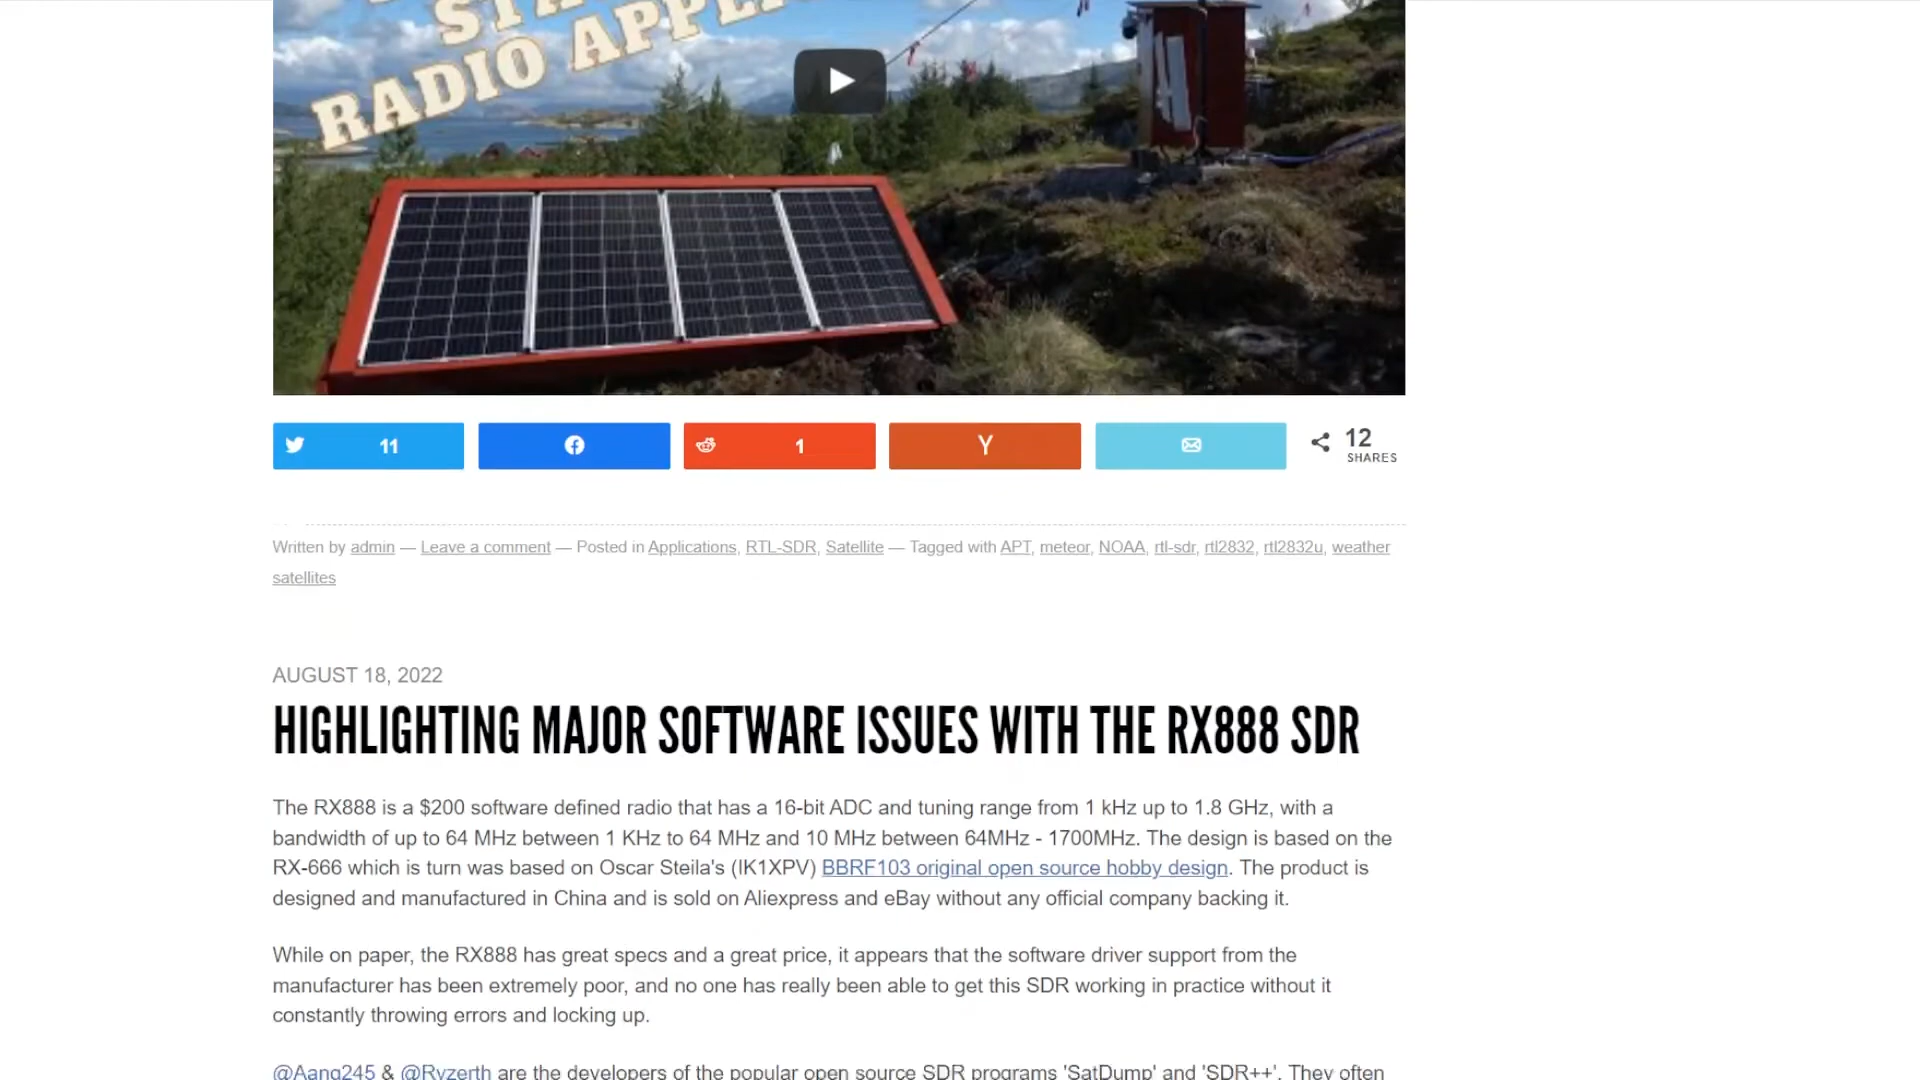 RADIO
11
1
Y
12
SHARES
Written by admin — Leave a comment — Posted in Applications, RTL-SDR, Satellite — Tagged with APT, meteor, NOAA, rtl-sdr, rtl2832, rtl2832u, weather
satellites
AUGUST 18, 2022
HIGHLIGHTING MAJOR SOFTWARE ISSUES WITH THE RX888 SDR
The RX888 is a $200 software defined radio that has a 16-bit ADC and tuning range from 1 kHz up to 1.8 GHz, with a
bandwidth of up to 64 MHz between 1 KHz to 64 MHz and 10 MHz between 64MHz - 1700MHz. The design is based on the
RX-666 which is turn was based on Oscar Steila's (IK1XPV) BBRF103 original open source hobby design. The product is
designed and manufactured in China and is sold on Aliexpress and eBay without any official company backing it.
While on paper, the RX888 has great specs and a great price, it appears that the software driver support from the
manufacturer has been extremely poor, and no one has really been able to get this SDR working in practice without it
constantly throwing errors and locking up.
@Aang245 & @Ryzerth are the developers of the popular open source SDR programs 'SatDump' and 'SDR++'. They often